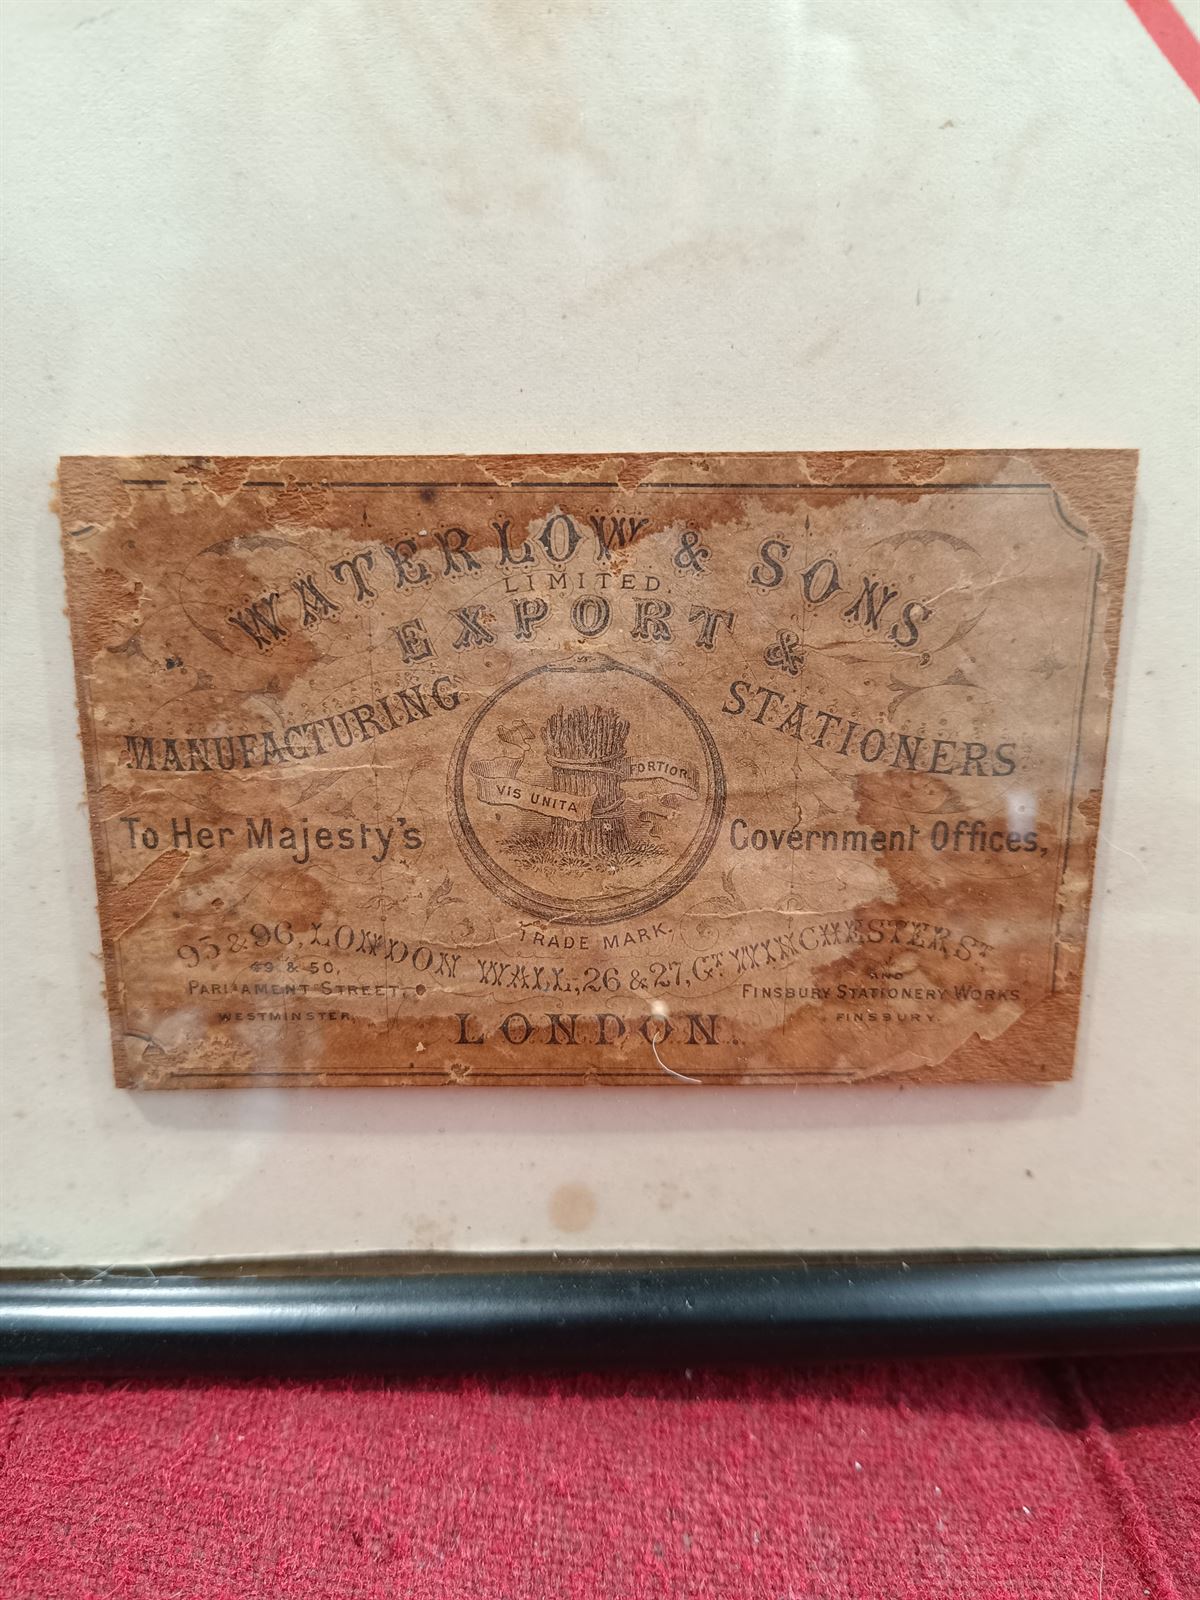 WATERLOW & SONS,
LIMITED.
EXPORT &
MANUFACTURING STATIONERS
VIS UNITA FORTIOR.
To Her Majesty's Government Offices,
TRADE MARK.
95 & 96, LONDON WALL; 26 & 27, GT WINCHESTER ST
49 & 50,
PARLIAMENT STREET,
WESTMINSTER,
AND
FINSBURY STATIONERY WORKS
FINSBURY.
LONDON.